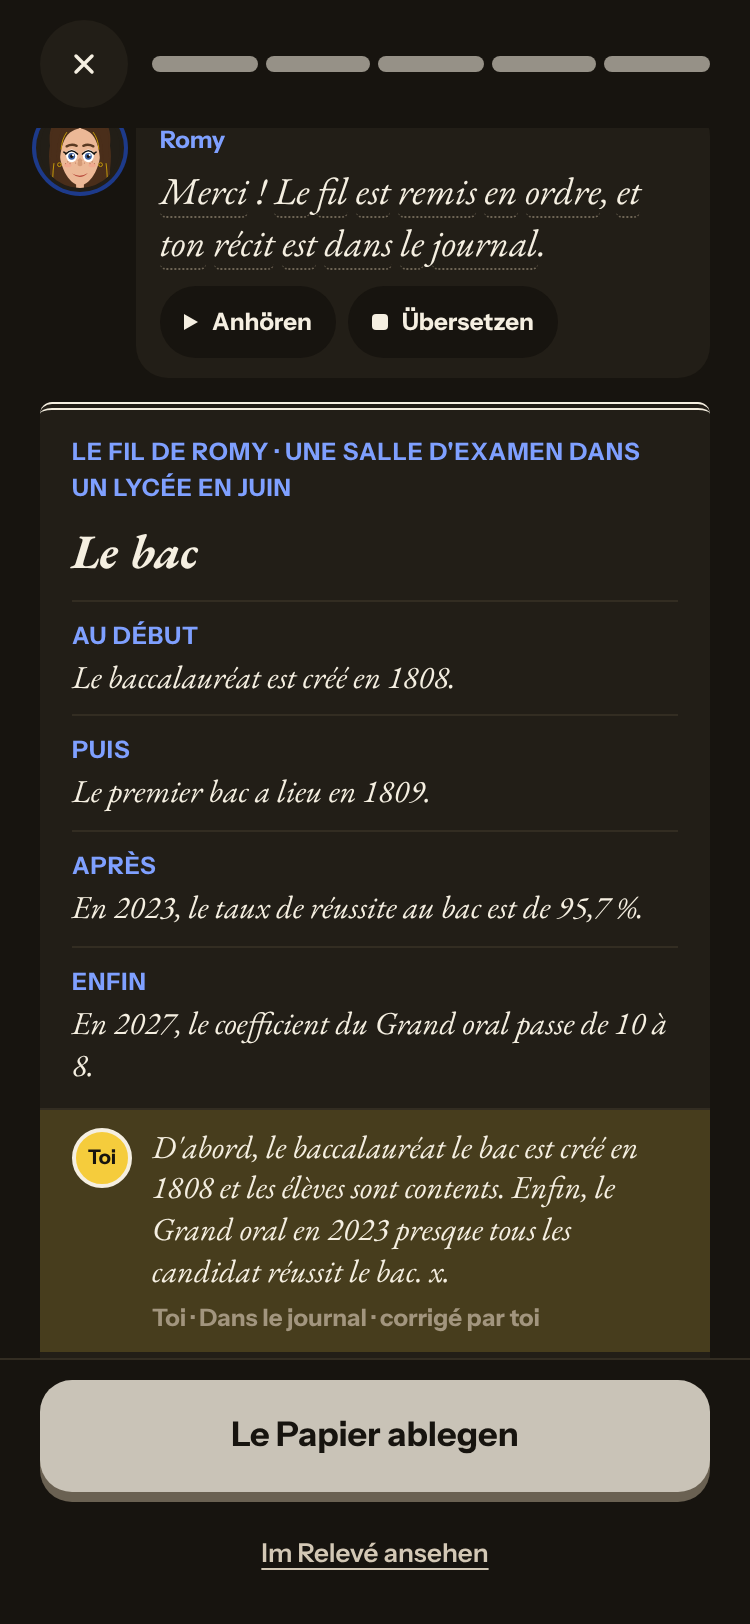 Romy
Merci ! Le fil est remis en ordre, et
ton récit est dans le journal.
Anhören
Übersetzen
LE FIL DE ROMY · UNE SALLE D'EXAMEN DANS
UN LYCÉE EN JUIN
Le bac
AU DÉBUT
Le baccalauréat est créé en 1808.
PUIS
Le premier bac a lieu en 1809.
APRÈS
En 2023, le taux de réussite au bac est de 95,7 %.
ENFIN
En 2027, le coefficient du Grand oral passe de 10 à
8.
Toi
D'abord, le baccalauréat le bac est créé en
1808 et les élèves sont contents. Enfin, le
Grand oral en 2023 presque tous les
candidat réussit le bac. x.
Toi · Dans le journal · corrigé par toi
Le Papier ablegen
Im Relevé ansehen